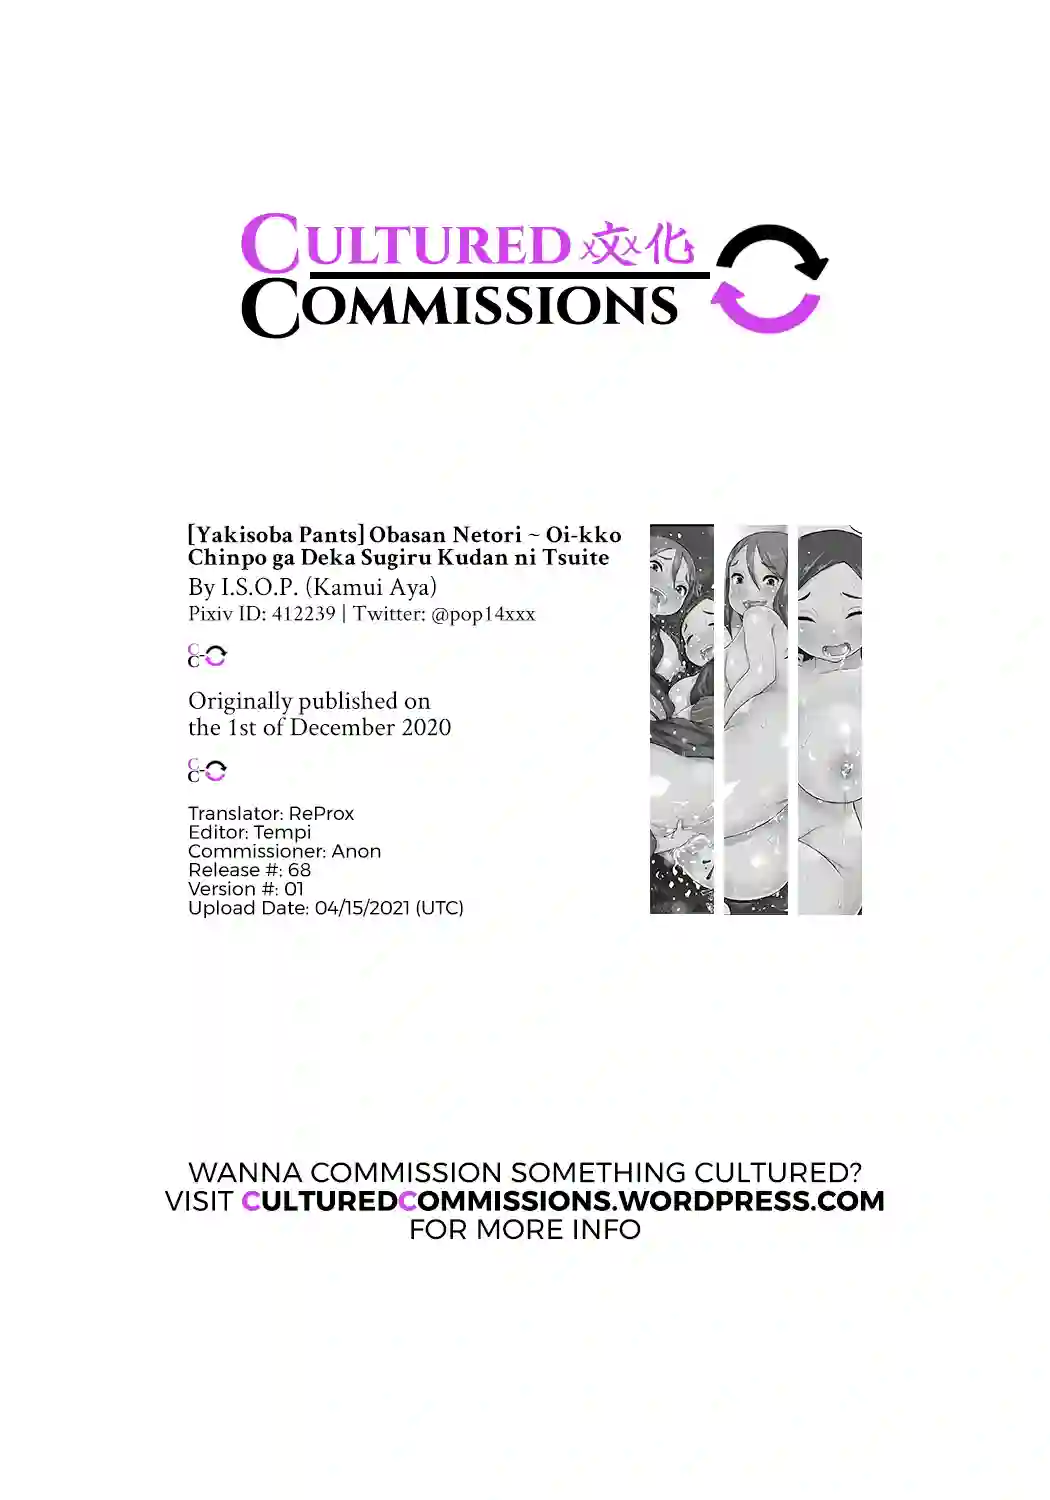 CULTURED 文化
COMMISSIONS
[Yakisoba Pants] Obasan Netori ~ Oi-kko
Chinpo ga Deka Sugiru Kudan ni Tsuite
By I.S.O.P. (Kamui Aya)
Pixiv ID: 412239 | Twitter: @pop14xxx
C-
C
Originally published on
the 1st of December 2020
C-
C
Translator: ReProx
Editor: Tempi
Commissioner: Anon
Release #: 68
Version #: 01
Upload Date: 04/15/2021 (UTC)
WANNA COMMISSION SOMETHING CULTURED?
VISIT CULTUREDCOMMISSIONS.WORDPRESS.COM
FOR MORE INFO